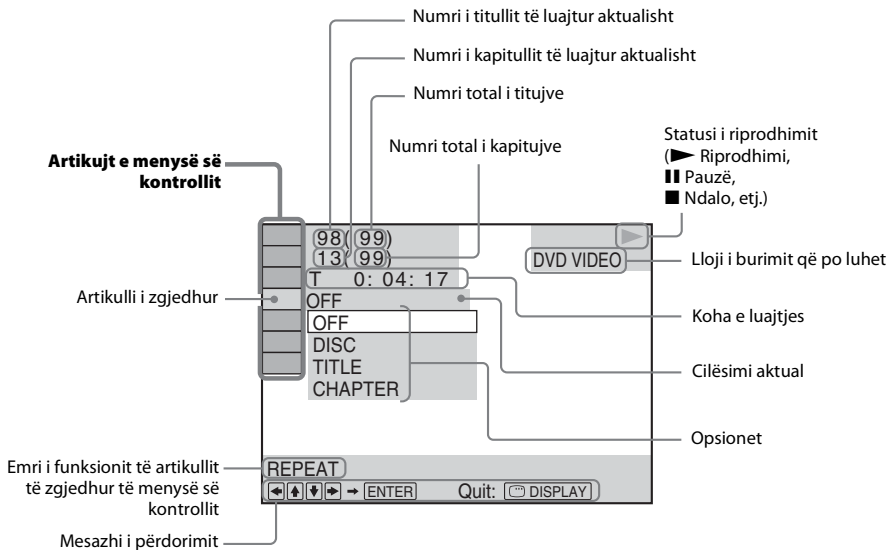 Numri i titullit të luajtur aktualisht
Numri i kapitullit të luajtur aktualisht
Numri total i titujve
Numri total i kapitujve
Statusi i riprodhimit
(► Riprodhimi,
▮▮ Pauzë,
■ Ndalo, etj.)
Artikujt e menysë së
kontrollit
98(99)
13(99)
DVD VIDEO
Lloji i burimit që po luhet
T 0: 04: 17
Artikulli i zgjedhur
OFF
Koha e luajtjes
OFF
DISC
TITLE
CHAPTER
Cilësimi aktual
Opsionet
Emri i funksionit të artikullit
të zgjedhur të menysë së
kontrollit
REPEAT
←↑↓→ → ENTER Quit: DISPLAY
Mesazhi i përdorimit